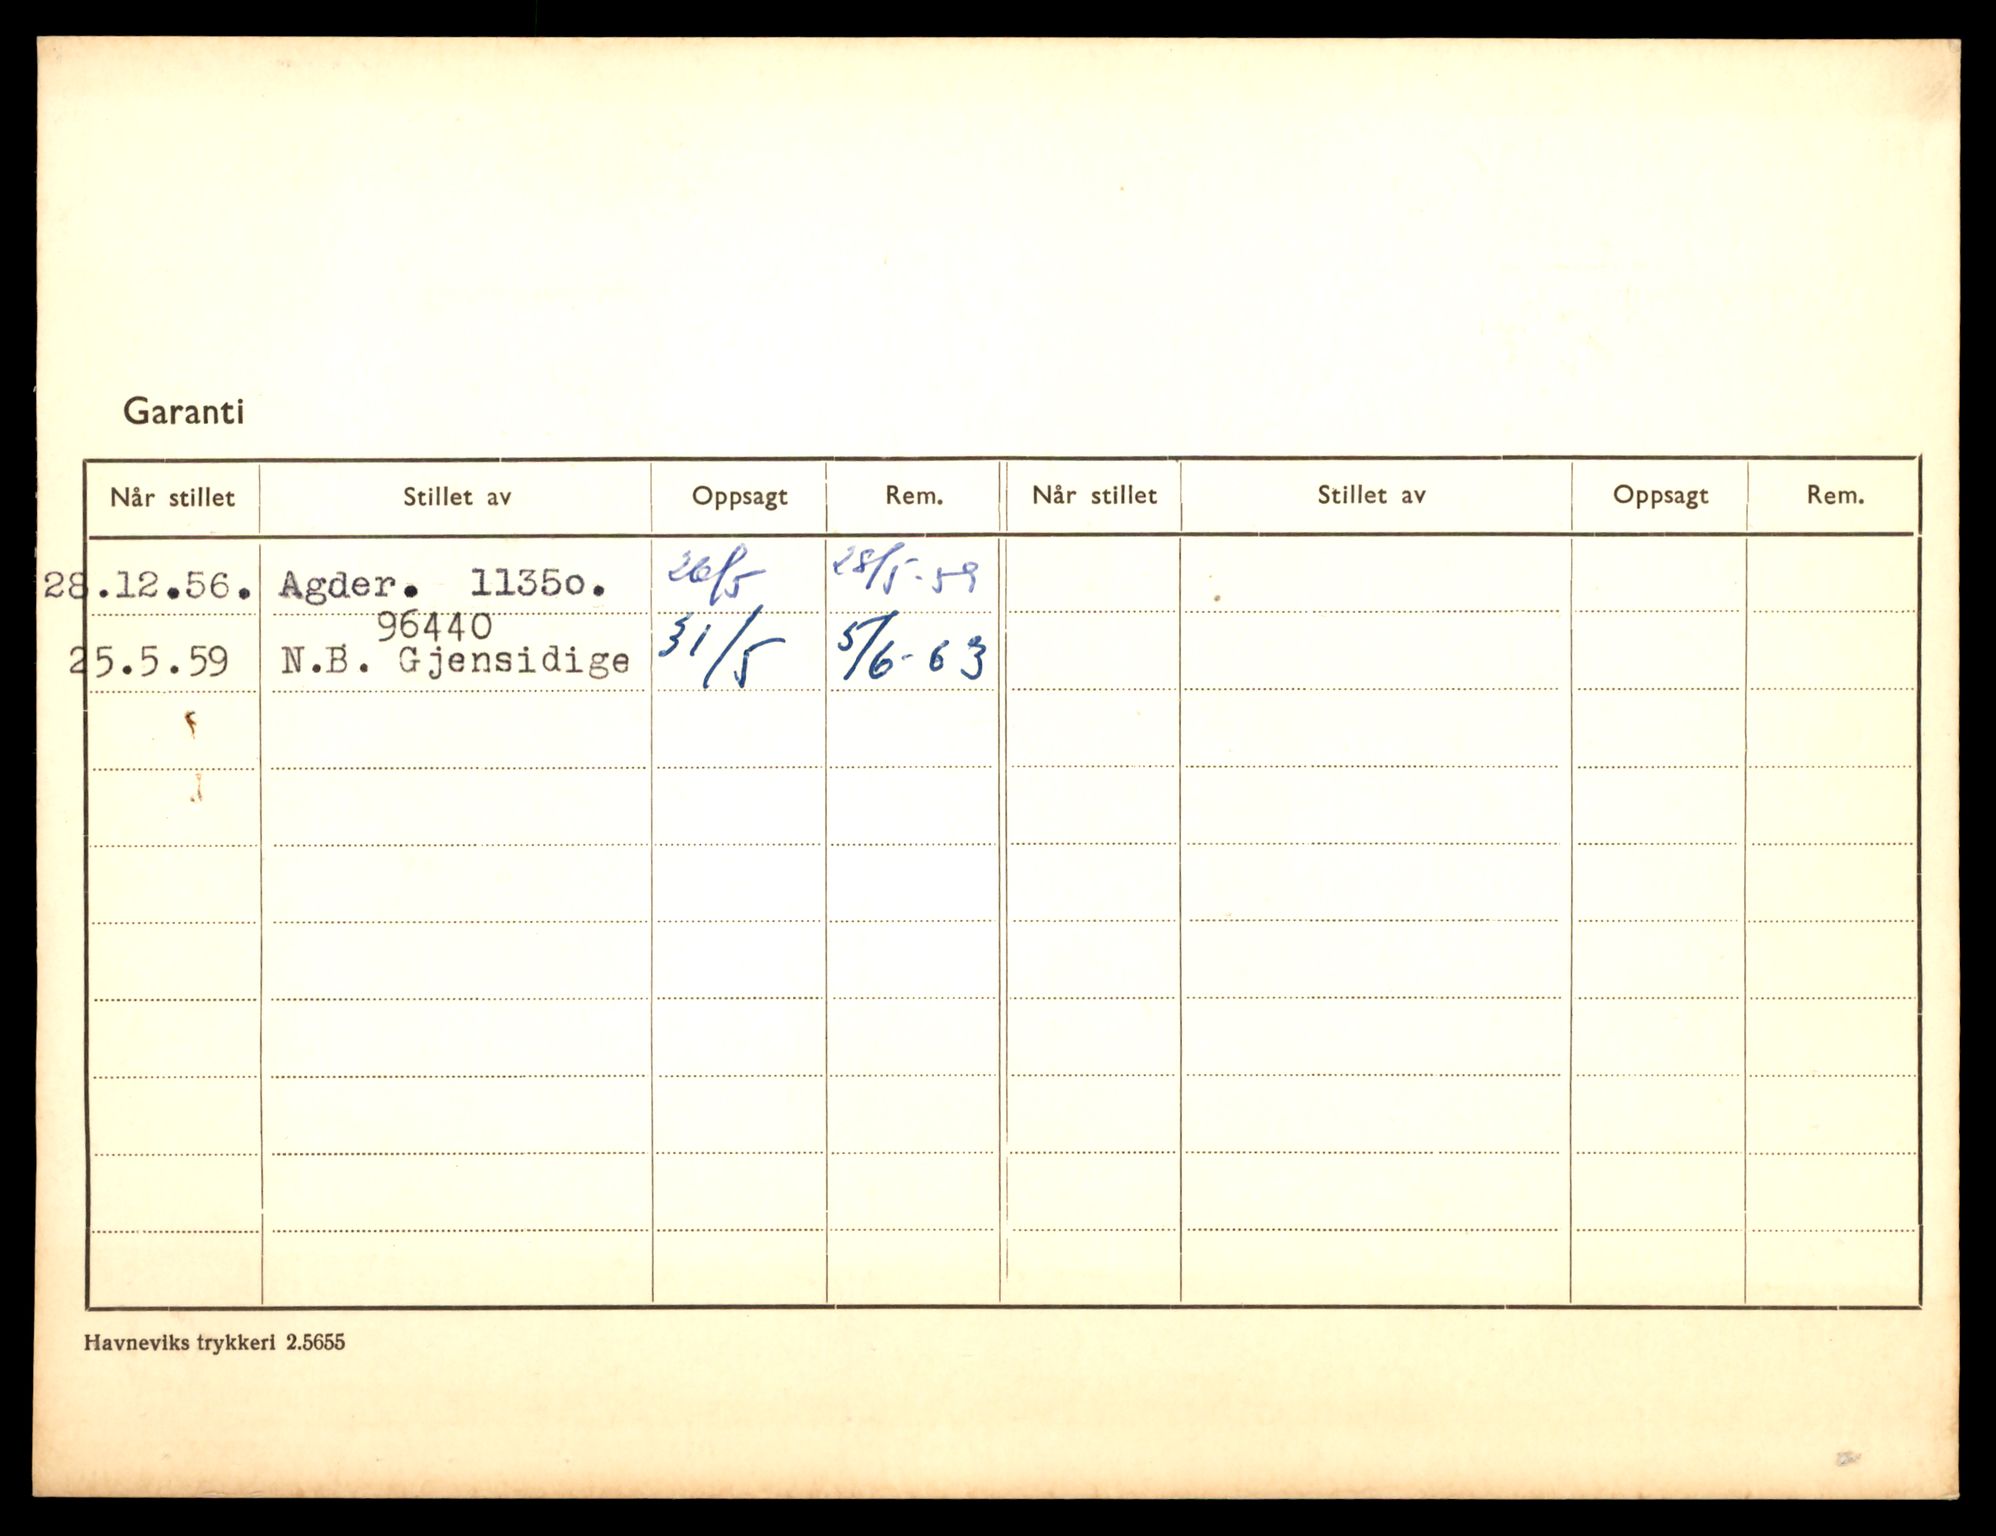 Garanti
Når stillet Stillet av Oppsagt Rem. Når stillet Stillet av Oppsagt Rem.
28.12.56. Agder. 1135o. 26/5 28/5-59
96440
25.5.59 N.B. Gjensidige 31/5 5/6-63
Havneviks trykkeri 2.5655